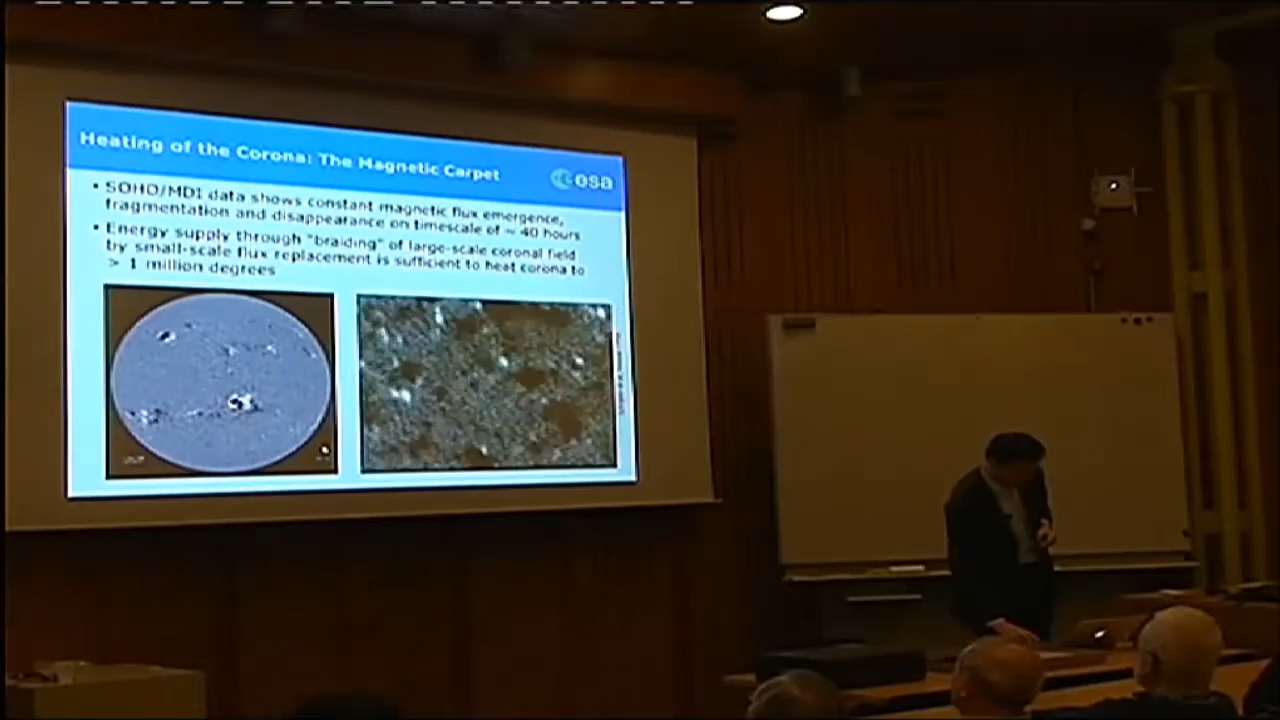 Heating of the Corona: The Magnetic Carpet
esa
• SOHO/MDI data shows constant magnetic flux emergence,
fragmentation and disappearance on timescale of ~ 40 hours
• Energy supply through "braiding" of large-scale coronal field
by small-scale flux replacement is sufficient to heat corona to
> 1 million degrees